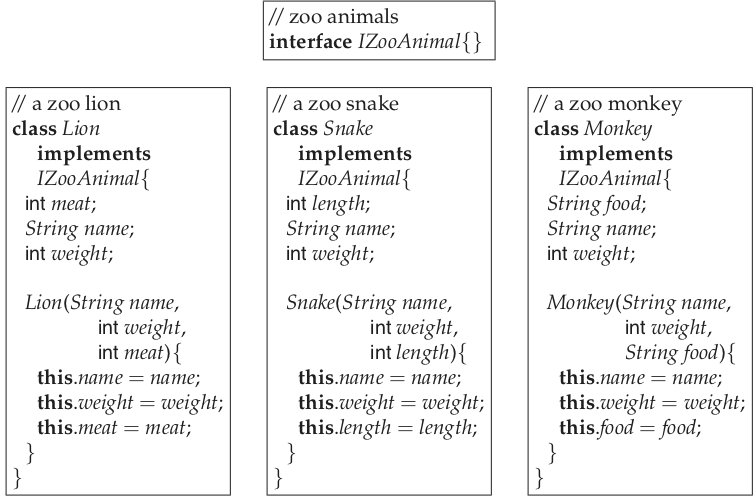 // zoo animals
interface IZooAnimal{}
// a zoo lion
class Lion
implements
IZooAnimal{
int meat;
String name;
int weight;
Lion(String name,
int weight,
int meat){
this.name = name;
this.weight = weight;
this.meat = meat;
}
}
// a zoo snake
class Snake
implements
IZooAnimal{
int length;
String name;
int weight;
Snake(String name,
int weight,
int length){
this.name = name;
this.weight = weight;
this.length = length;
}
}
// a zoo monkey
class Monkey
implements
IZooAnimal{
String food;
String name;
int weight;
Monkey(String name,
int weight,
String food){
this.name = name;
this.weight = weight;
this.food = food;
}
}